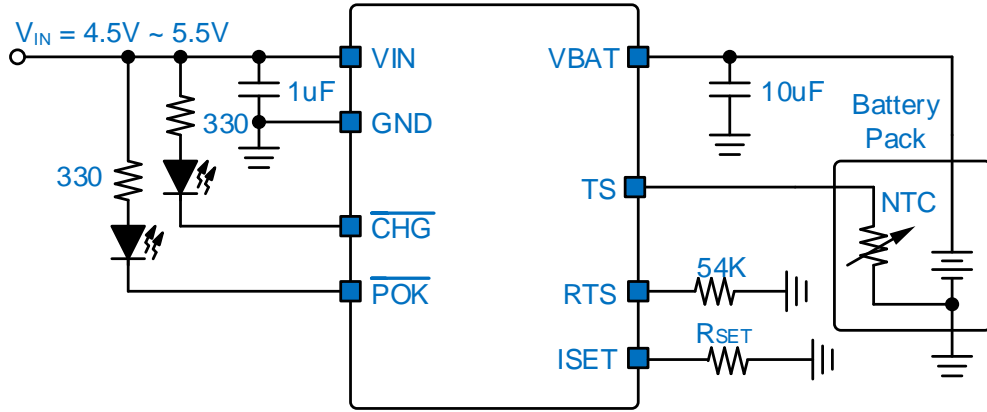 VIN = 4.5V ~ 5.5V
VIN
VBAT
1uF
10uF
Battery
Pack
330
GND
330
TS
NTC
CHG
54K
POK
RTS
RSET
ISET